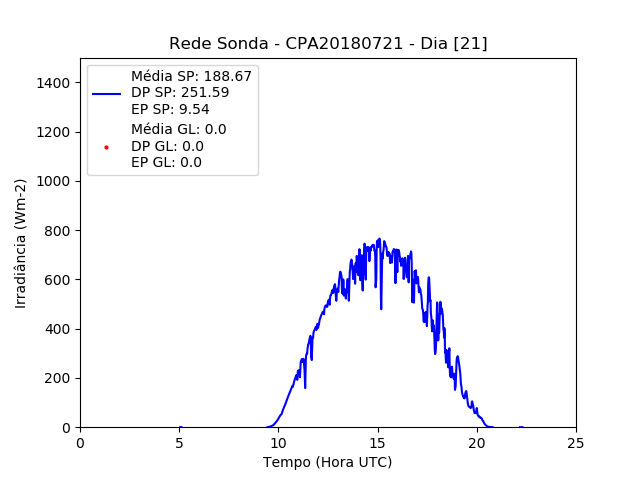 Rede Sonda - CPA20180721 - Dia [21]
Média SP: 188.67
DP SP: 251.59
EP SP: 9.54
Média GL: 0.0
DP GL: 0.0
EP GL: 0.0
Irradiância (Wm-2)
1400
1200
1000
800
600
400
200
0
0 5 10 15 20 25
Tempo (Hora UTC)